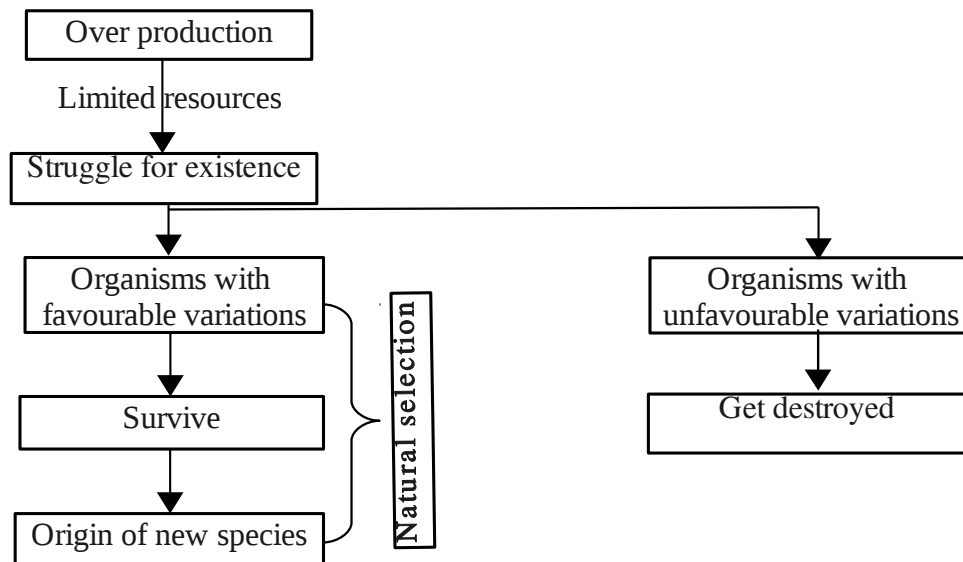 Over production
Limited resources
Struggle for existence
Organisms with
favourable variations
Organisms with
unfavourable variations
Natural selection
Survive
Get destroyed
Origin of new species